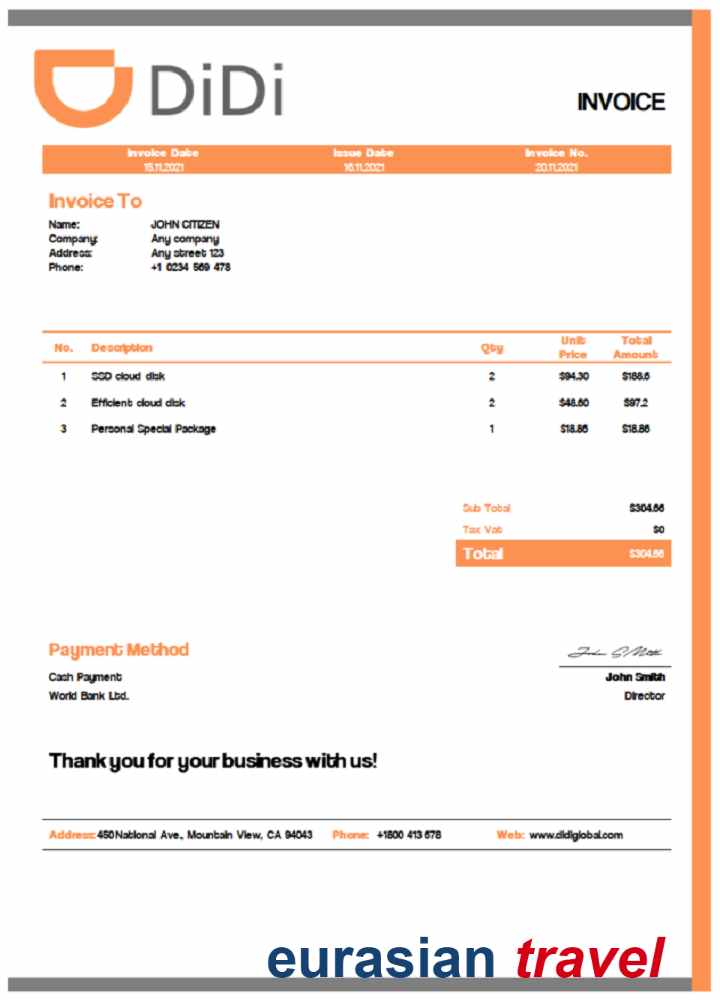 DiDi
INVOICE
Invoice Date Issue Date Invoice No.
15.11.2021 16.11.2021 20.11.2021
Invoice To
Name: JOHN CITIZEN
Company: Any company
Address: Any street 123
Phone: +1 0234 569 478
No. Description Qty Unit Price Total Amount
1 SSD cloud disk 2 $94.30 $188.6
2 Efficient cloud disk 2 $48.60 $97.2
3 Personal Special Package 1 $18.86 $18.86
Sub Total $304.66
Tax Vat $0
Total $304.66
Payment Method
John Smith
Cash Payment John Smith
World Bank Ltd. Director
Thank you for your business with us!
Address: 450 National Ave., Mountain View, CA 94043 Phone: +1800 413 678 Web: www.didiglobal.com
eurasian travel